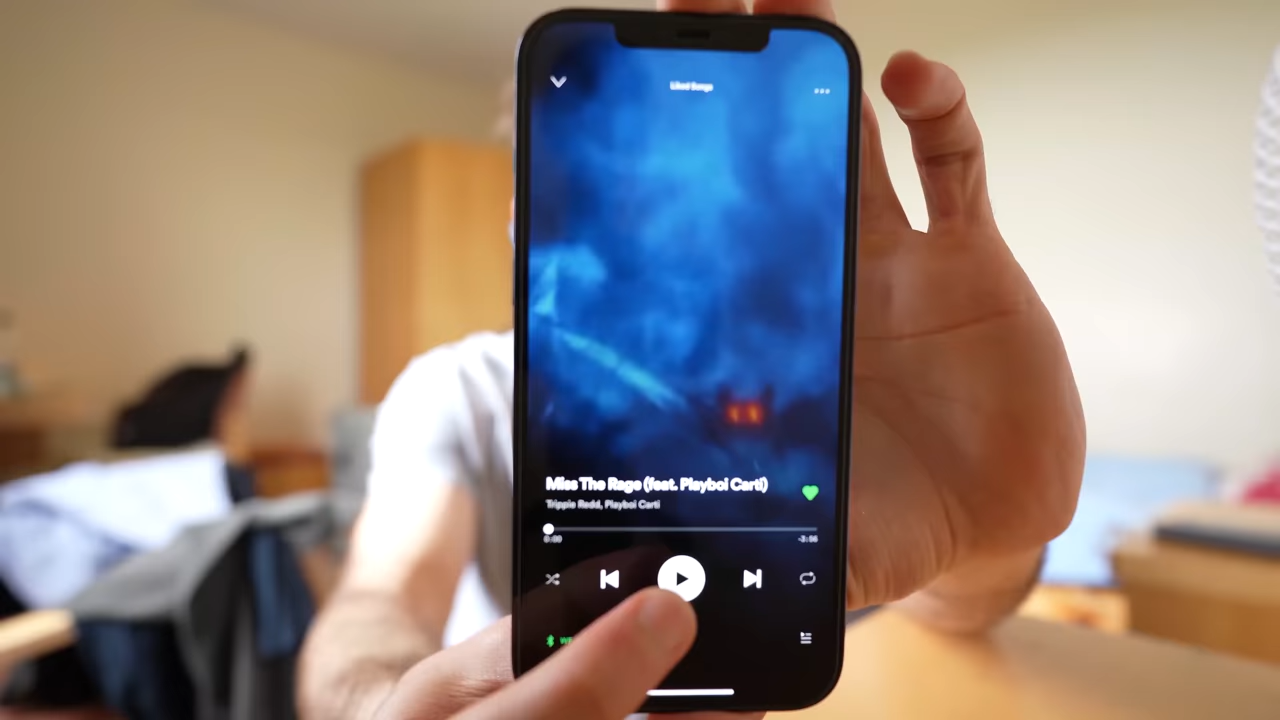 Liked Songs
Miss The Rage (feat. Playboi Carti)
Trippie Redd, Playboi Carti
0:00
-3:56